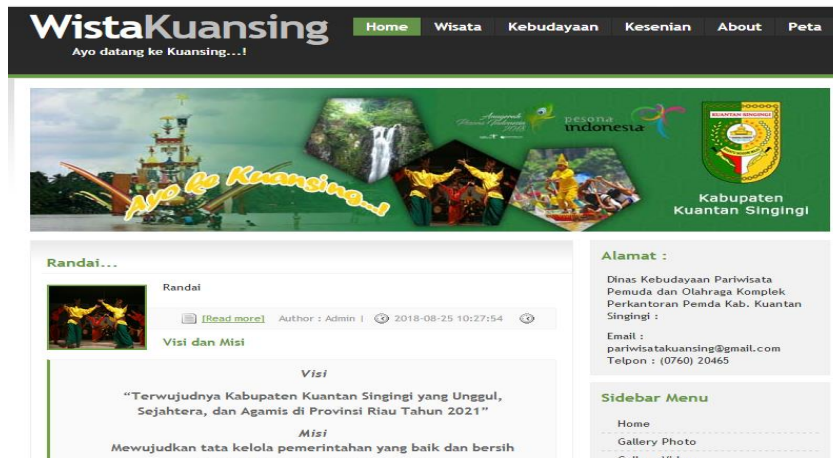 WistaKuansing
Ayo datang ke Kuansing...!
Home Wisata Kebudayaan Kesenian About Peta
Ayo ke Kuansing...!
pesona
indonesia
KUANTAN SINGINGI
Kabupaten
Kuantan Singingi
Randai...
Randai
[Read more] Author : Admin | 2018-08-25 10:27:54
Visi dan Misi
Visi
“Terwujudnya Kabupaten Kuantan Singingi yang Unggul,
Sejahtera, dan Agamis di Provinsi Riau Tahun 2021”
Misi
Mewujudkan tata kelola pemerintahan yang baik dan bersih
Alamat :
Dinas Kebudayaan Pariwisata
Pemuda dan Olahraga Komplek
Perkantoran Pemda Kab. Kuantan
Singingi :
Email :
pariwisatakuansing@gmail.com
Telpon : (0760) 20465
Sidebar Menu
Home
Gallery Photo